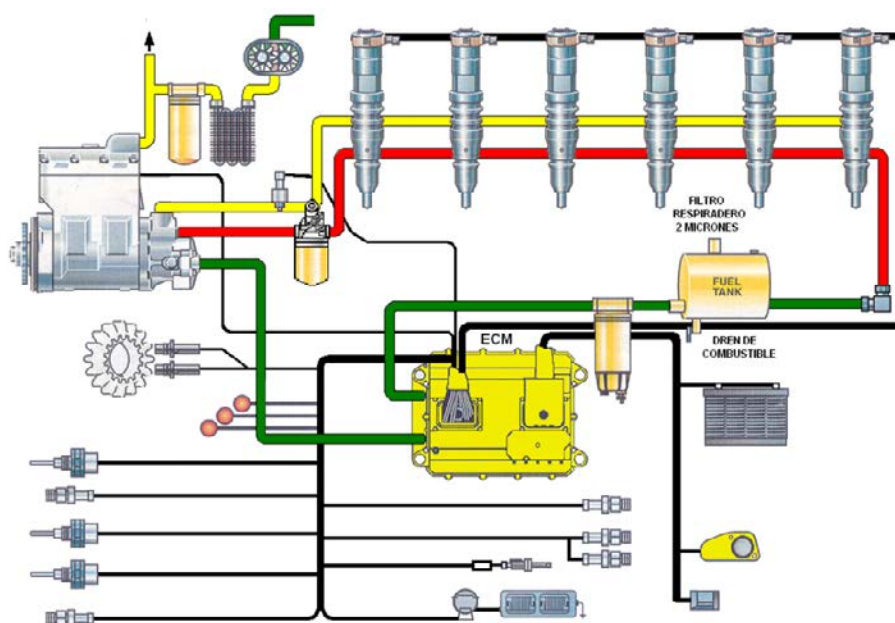 FILTRO
RESPIRADERO
2 MICRONES
FUEL
TANK
ECM
DREN DE
COMBUSTIBLE